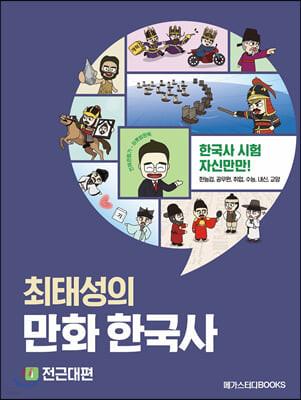 한국사 시험
자신만만!
한능검, 공무원, 취업, 수능, 내신, 교양
최태성의
만화 한국사
1 전근대편
메가스터디BOOKS